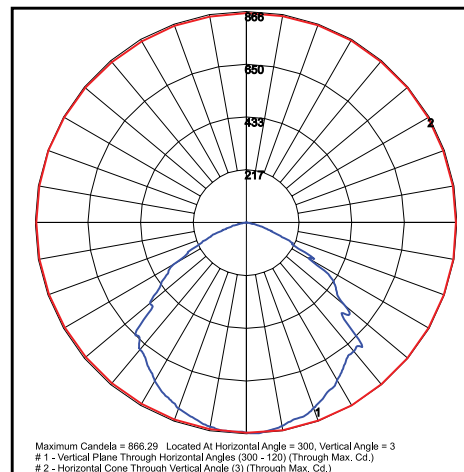 866
650
433
217
2
1
Maximum Candela = 866.29 Located At Horizontal Angle = 300, Vertical Angle = 3
# 1 - Vertical Plane Through Horizontal Angles (300 - 120) (Through Max. Cd.)
# 2 - Horizontal Cone Through Vertical Angle (3) (Through Max. Cd.)